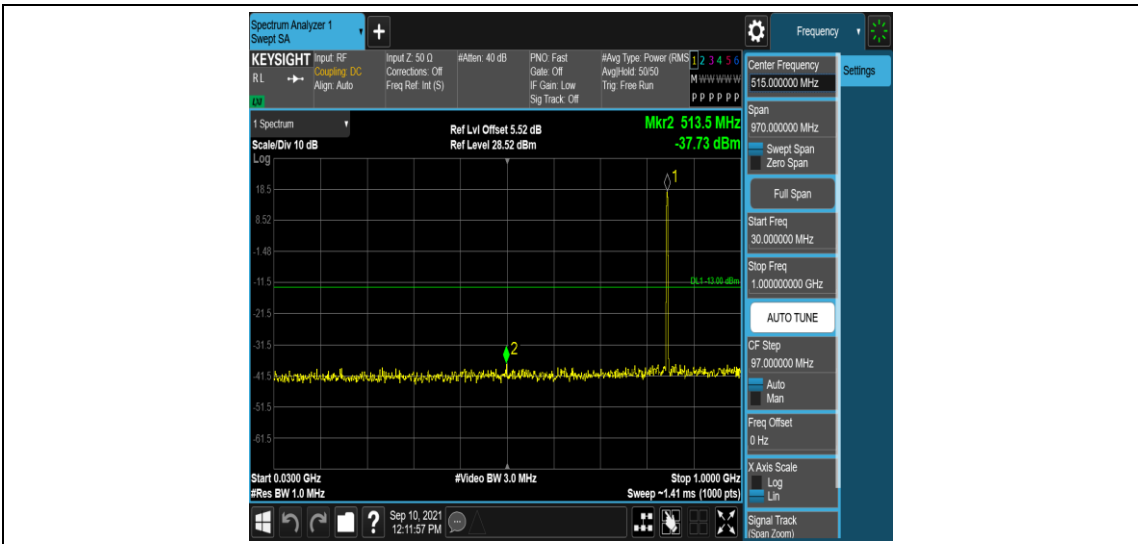 Spectrum Analyzer 1
Swept SA
+
Frequency
KEYSIGHT
RL
LXI
Input: RF
Coupling: DC
Align: Auto
Input Z: 50 Ω
Corrections: Off
Freq Ref: Int (S)
#Atten: 40 dB
PNO: Fast
Gate: Off
IF Gain: Low
Sig Track: Off
#Avg Type: Power (RMS
Avg|Hold: 50/50
Trig: Free Run
1 2 3 4 5 6
M W W W W W
P P P P P P
Center Frequency
515.000000 MHz
Settings
1 Spectrum
Scale/Div 10 dB
Log
Ref Lvl Offset 5.52 dB
Ref Level 28.52 dBm
Mkr2 513.5 MHz
-37.73 dBm
Span
970.000000 MHz
Swept Span
Zero Span
Full Span
Start Freq
30.000000 MHz
Stop Freq
1.000000000 GHz
AUTO TUNE
CF Step
97.000000 MHz
Auto
Man
Freq Offset
0 Hz
X Axis Scale
Log
Lin
Signal Track
(Span Zoom)
1
18.5
8.52
-1.48
-11.5
DL1 -13.00 dBm
-21.5
-31.5
2
-41.5
-51.5
-61.5
Start 0.0300 GHz
#Res BW 1.0 MHz
#Video BW 3.0 MHz
Stop 1.0000 GHz
Sweep ~1.41 ms (1000 pts)
?
Sep 10, 2021
12:11:57 PM